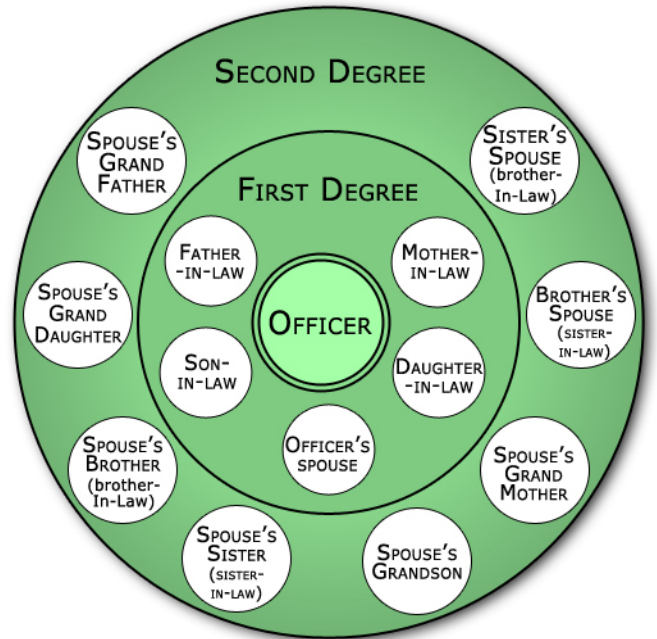 SECOND DEGREE
SPOUSE'S
GRAND
FATHER
SISTER'S
SPOUSE
(brother-
In-Law)
FIRST DEGREE
FATHER
-IN-LAW
MOTHER-
IN-LAW
SPOUSE'S
GRAND
DAUGHTER
OFFICER
BROTHER'S
SPOUSE
(SISTER-
IN-LAW)
SON-
IN-LAW
DAUGHTER
-IN-LAW
SPOUSE'S
BROTHER
(brother-
In-Law)
OFFICER'S
SPOUSE
SPOUSE'S
GRAND
MOTHER
SPOUSE'S
SISTER
(SISTER-
IN-LAW)
SPOUSE'S
GRANDSON